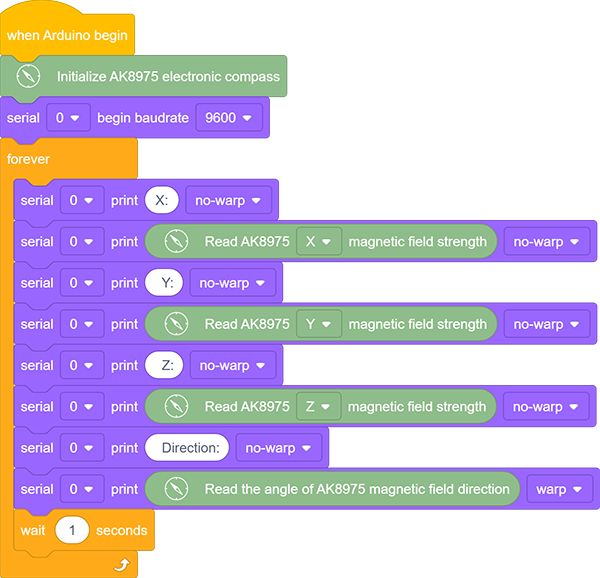 when Arduino begin
Initialize AK8975 electronic compass
serial 0 begin baudrate 9600
forever
serial 0 print X: no-warp
serial 0 print Read AK8975 X magnetic field strength no-warp
serial 0 print Y: no-warp
serial 0 print Read AK8975 Y magnetic field strength no-warp
serial 0 print Z: no-warp
serial 0 print Read AK8975 Z magnetic field strength no-warp
serial 0 print Direction: no-warp
serial 0 print Read the angle of AK8975 magnetic field direction warp
wait 1 seconds